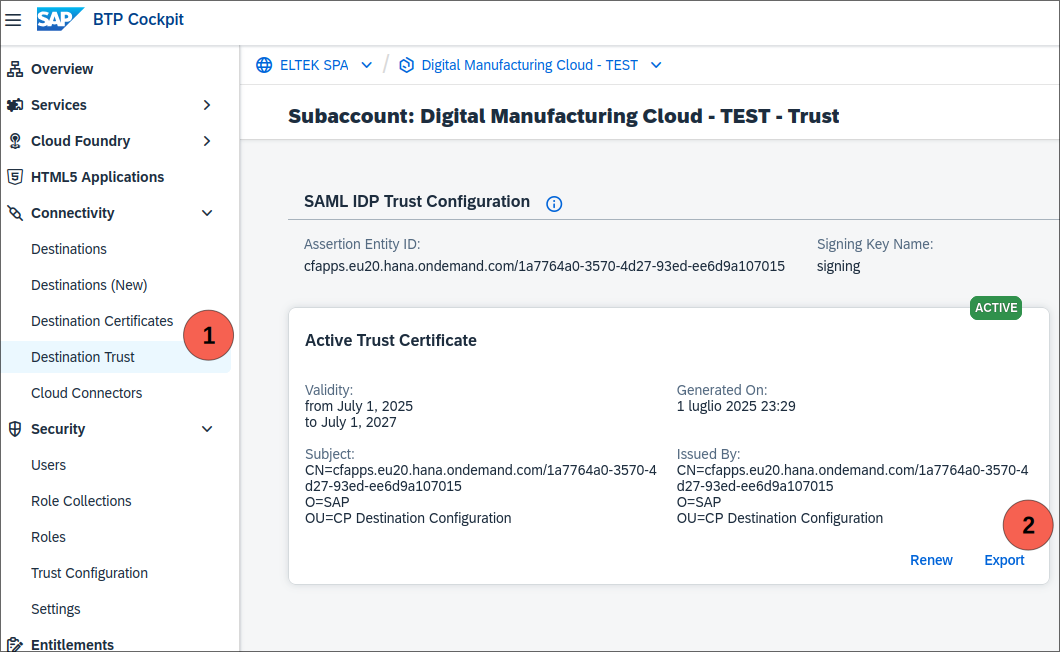 SAP BTP Cockpit
Overview
Services
Cloud Foundry
HTML5 Applications
Connectivity
Destinations
Destinations (New)
Destination Certificates
1
Destination Trust
Cloud Connectors
Security
Users
Role Collections
Roles
Trust Configuration
Settings
Entitlements
ELTEK SPA / Digital Manufacturing Cloud - TEST
Subaccount: Digital Manufacturing Cloud - TEST - Trust
SAML IDP Trust Configuration
Assertion Entity ID:
cfapps.eu20.hana.ondemand.com/1a7764a0-3570-4d27-93ed-ee6d9a107015
Signing Key Name:
signing
ACTIVE
Active Trust Certificate
Validity:
from July 1, 2025
to July 1, 2027
Generated On:
1 luglio 2025 23:29
Subject:
CN=cfapps.eu20.hana.ondemand.com/1a7764a0-3570-4
d27-93ed-ee6d9a107015
O=SAP
OU=CP Destination Configuration
Issued By:
CN=cfapps.eu20.hana.ondemand.com/1a7764a0-3570-4
d27-93ed-ee6d9a107015
O=SAP
OU=CP Destination Configuration
2
Renew Export